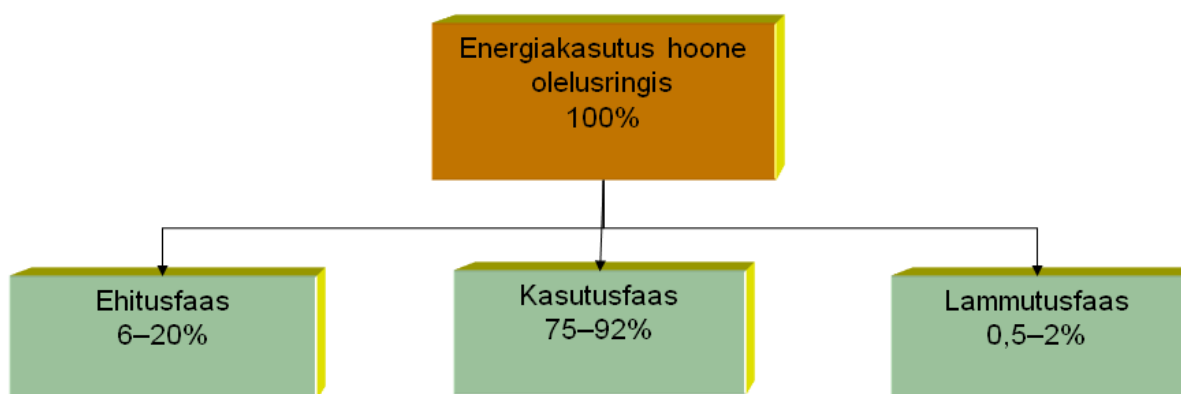 Energiakasutus hoone
olelusringis
100%
Ehitusfaas
6–20%
Kasutusfaas
75–92%
Lammutusfaas
0,5–2%